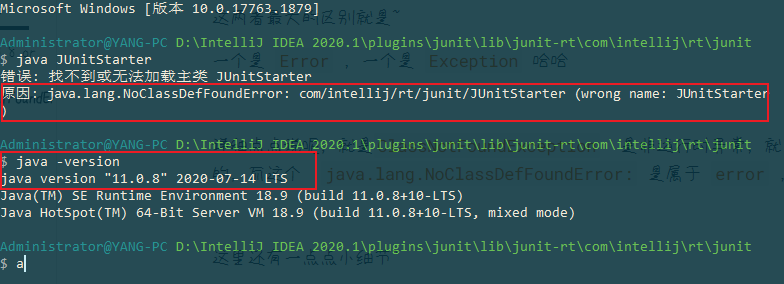 Microsoft Windows [版本 10.0.17763.1879]
这两者最大的区别就是~
Administrator@YANG-PC D:\IntelliJ IDEA 2020.1\plugins\junit\lib\junit-rt\com\intellij\rt\junit
$ java JUnitStarter
一个是 Error , 一个是 Exception 哈哈
错误: 找不到或无法加载主类 JUnitStarter
原因: java.lang.NoClassDefFoundError: com/intellij/rt/junit/JUnitStarter (wrong name: JUnitStarter
)
Administrator@YANG-PC D:\IntelliJ IDEA 2020.1\plugins\junit\lib\junit-rt\com\intellij\rt\junit
$ java -version
java version "11.0.8" 2020-07-14 LTS
java.lang.NoClassDefFoundError: 是属于 error ,
Java(TM) SE Runtime Environment 18.9 (build 11.0.8+10-LTS)
Java HotSpot(TM) 64-Bit Server VM 18.9 (build 11.0.8+10-LTS, mixed mode)
Administrator@YANG-PC D:\IntelliJ IDEA 2020.1\plugins\junit\lib\junit-rt\com\intellij\rt\junit
$ a
这里还有一点点小细节